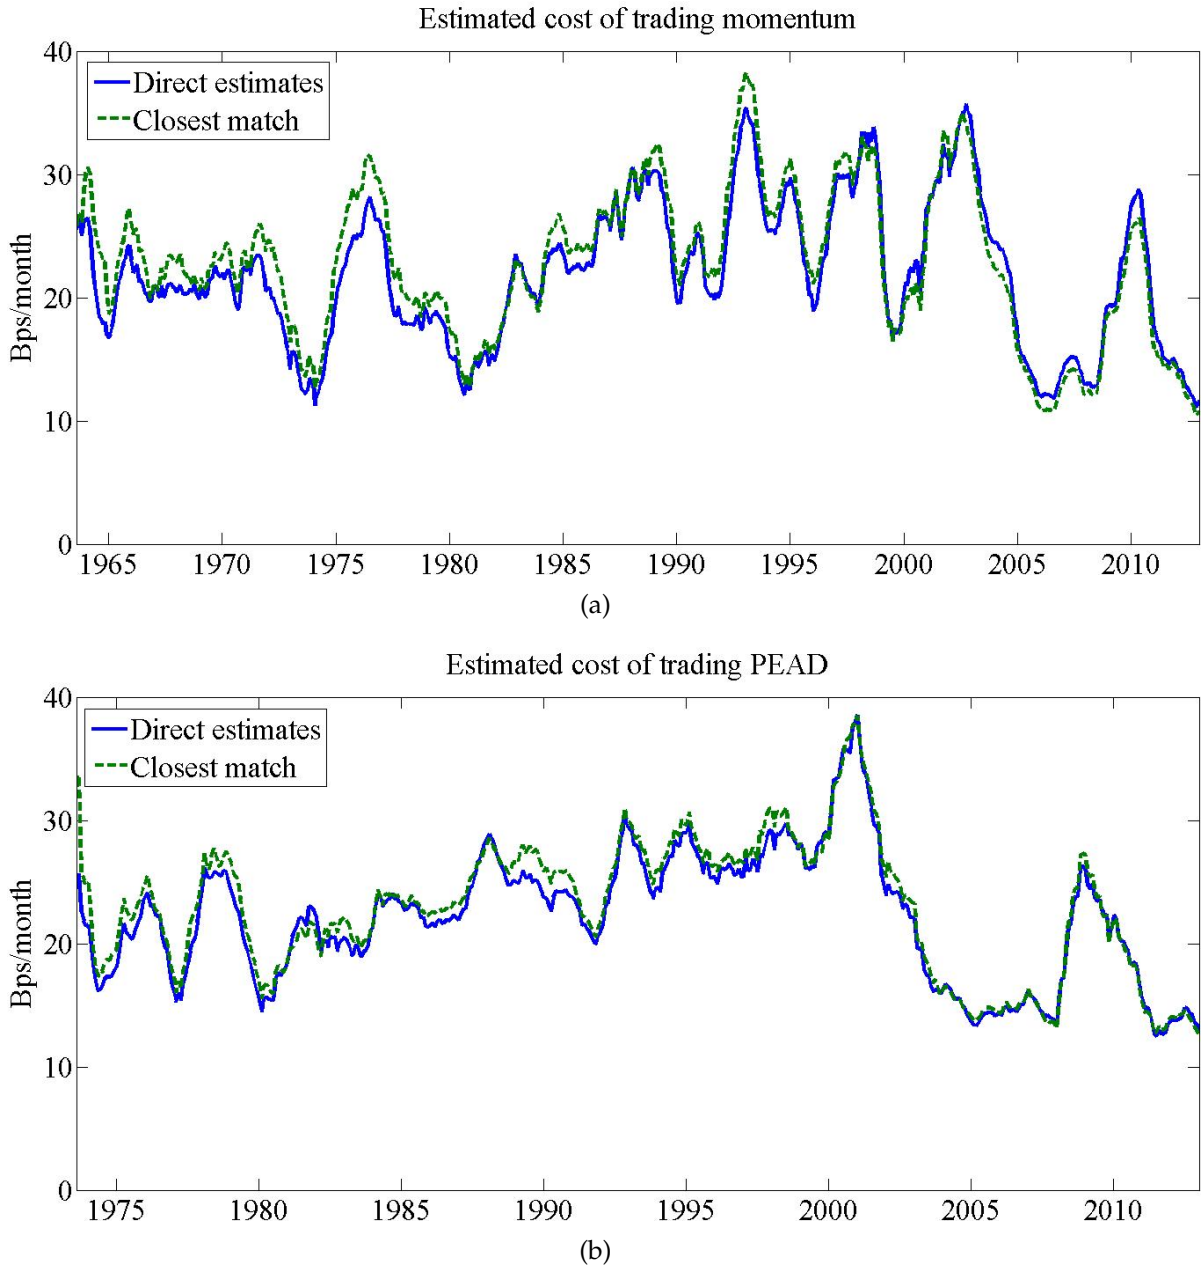 Estimated cost of trading momentum
40
Direct estimates
Closest match
30
Bps/month
20
10
0
1965 1970 1975 1980 1985 1990 1995 2000 2005 2010
(a)
Estimated cost of trading PEAD
40
Direct estimates
Closest match
30
Bps/month
20
10
0
1975 1980 1985 1990 1995 2000 2005 2010
(b)